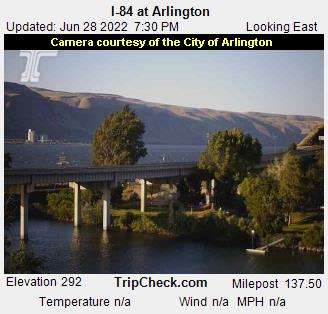 I-84 at Arlington
Updated: Jun 28 2022 7:30 PM Looking East
Camera courtesy of the City of Arlington
Elevation 292 TripCheck.com Milepost 137.50
Temperature n/a Wind n/a MPH n/a